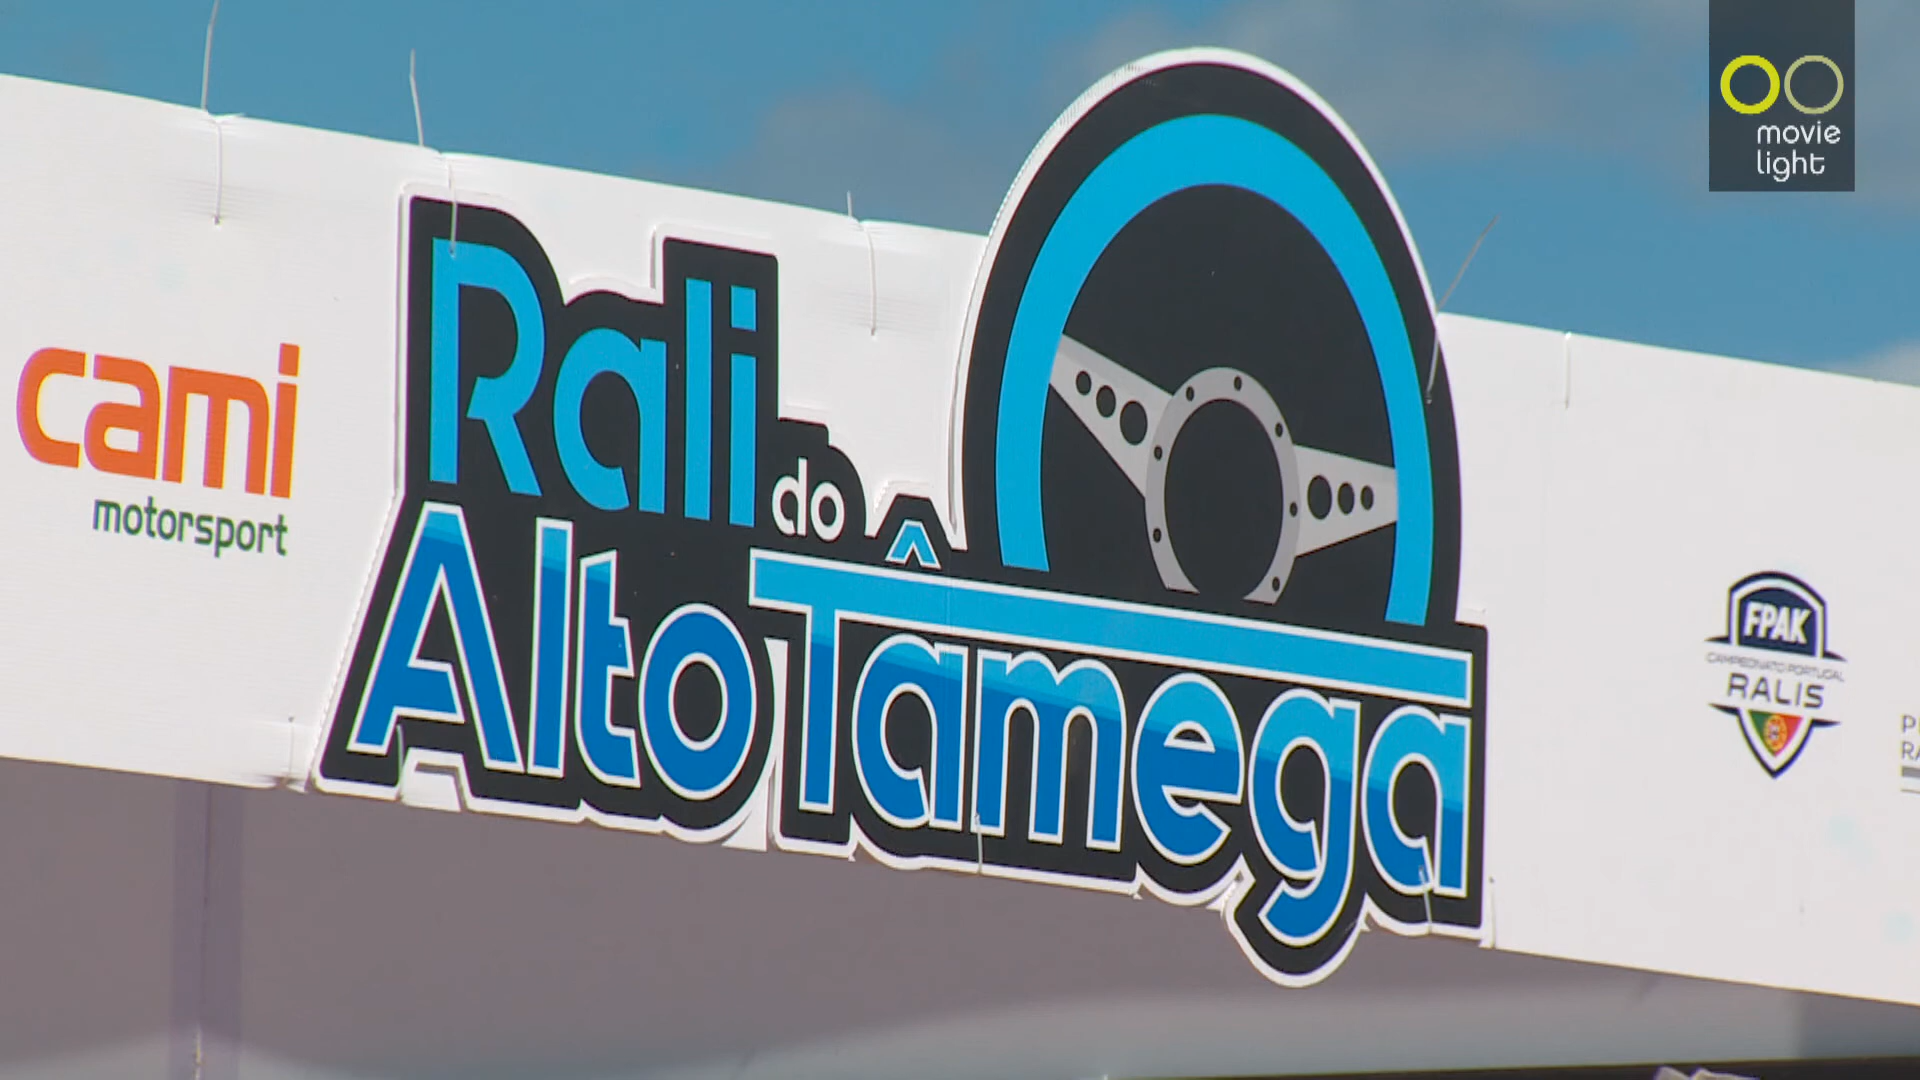 movie
light
cami
motorsport
Rali
do
Alto Tâmega
FPAK
CAMPEONATO PORTUGAL
RALIS